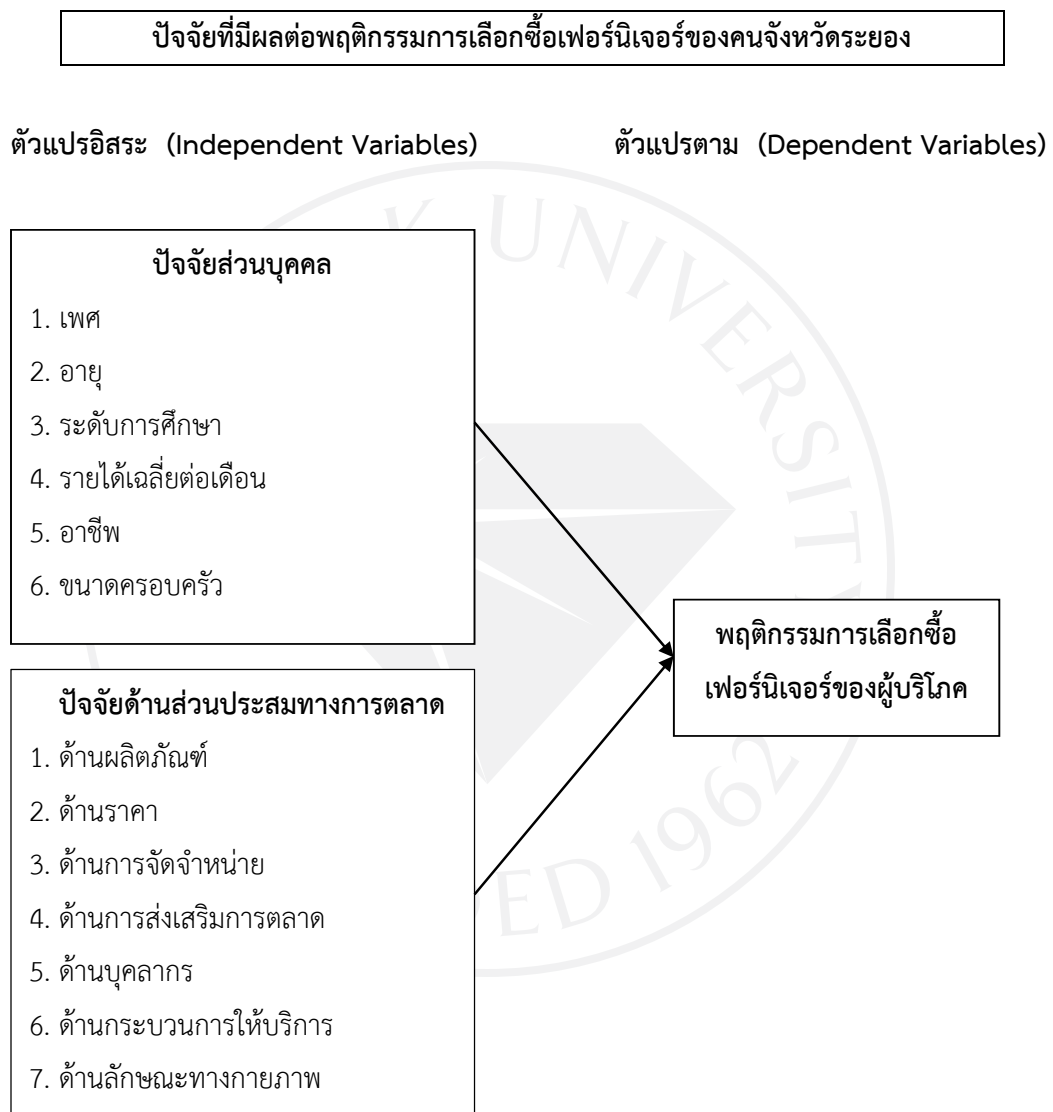 ปัจจัยที่มีผลต่อพฤติกรรมการเลือกซื้อเฟอร์นิเจอร์ของคนจังหวัดระยอง
ตัวแปรอิสระ (Independent Variables)
ตัวแปรตาม (Dependent Variables)
ปัจจัยส่วนบุคคล
1. เพศ
2. อายุ
3. ระดับการศึกษา
4. รายได้เฉลี่ยต่อเดือน
5. อาชีพ
6. ขนาดครอบครัว
ปัจจัยด้านส่วนประสมทางการตลาด
1. ด้านผลิตภัณฑ์
2. ด้านราคา
3. ด้านการจัดจำหน่าย
4. ด้านการส่งเสริมการตลาด
5. ด้านบุคลากร
6. ด้านกระบวนการให้บริการ
7. ด้านลักษณะทางกายภาพ
พฤติกรรมการเลือกซื้อ
เฟอร์นิเจอร์ของผู้บริโภค
UNIVERSITY
1962